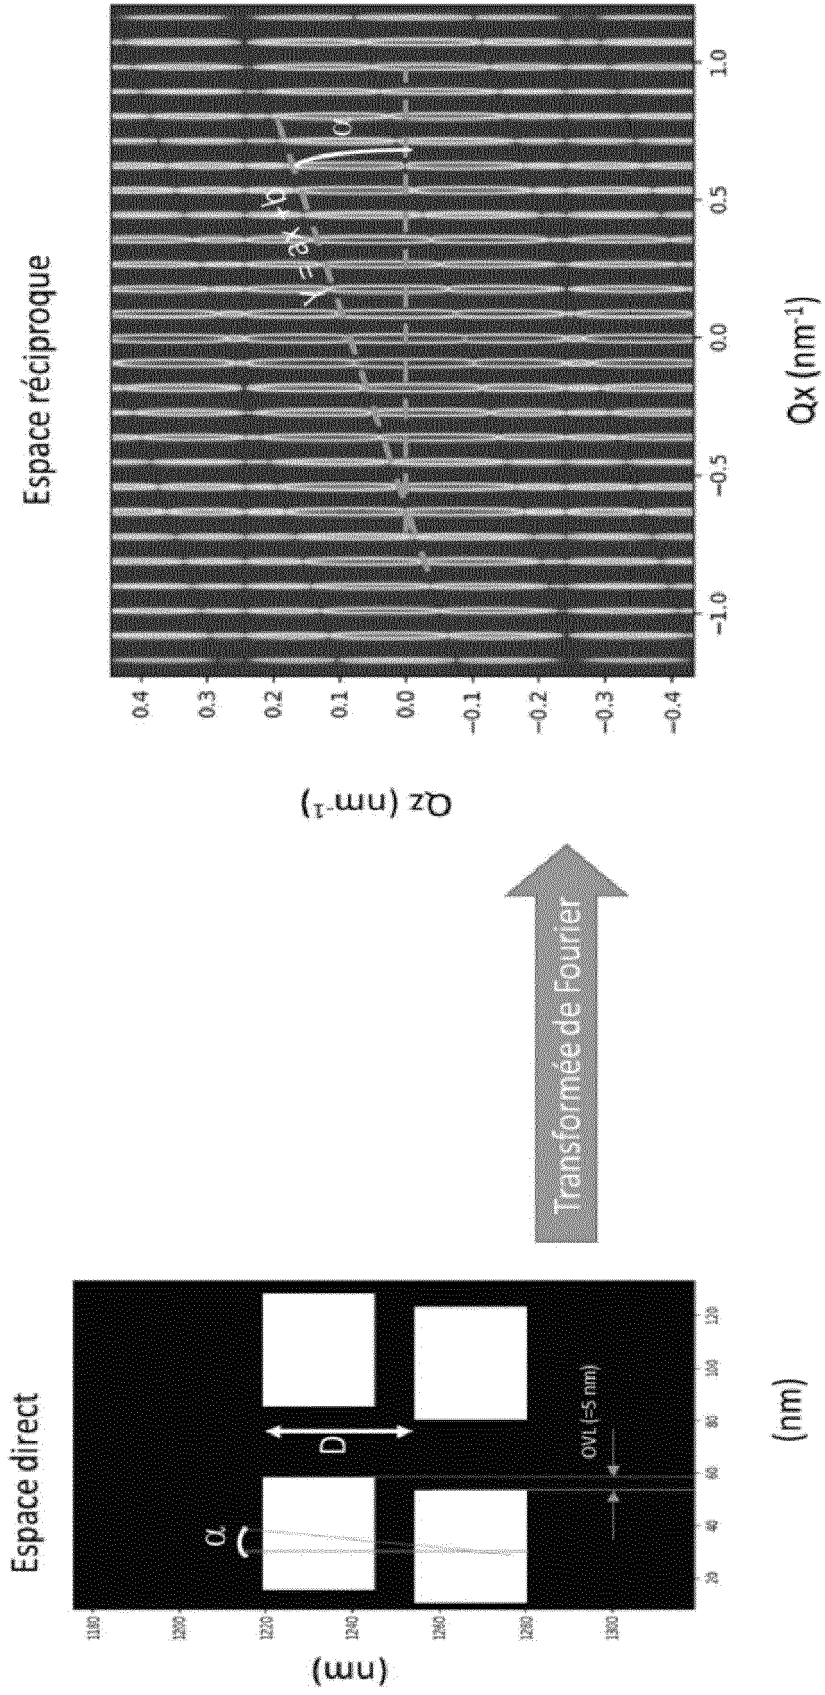 Espace direct
(nm)
1180
1200
1220
1240
1260
1280
1300
α
D
OVL (=5 nm)
20
40
60
80
100
120
(nm)
Transformée de Fourier
Espace réciproque
Qz (nm⁻¹)
0.4
0.3
0.2
0.1
0.0
−0.1
−0.2
−0.3
−0.4
Y = ax + b
α
−1.0
−0.5
0.0
0.5
1.0
Qx (nm⁻¹)